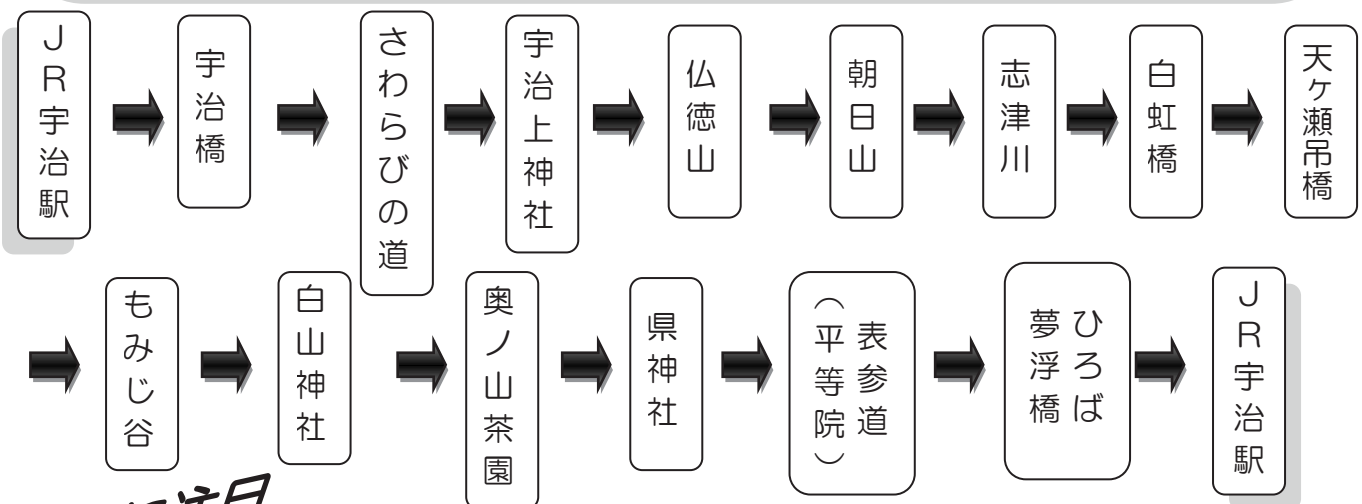 JR宇治駅
宇治橋
さわらびの道
宇治上神社
仏徳山
朝日山
志津川
白虹橋
天ケ瀬吊橋
もみじ谷
白山神社
奥ノ山茶園
県神社
表参道
（平等院）
ひろば
夢浮橋
JR宇治駅
注目